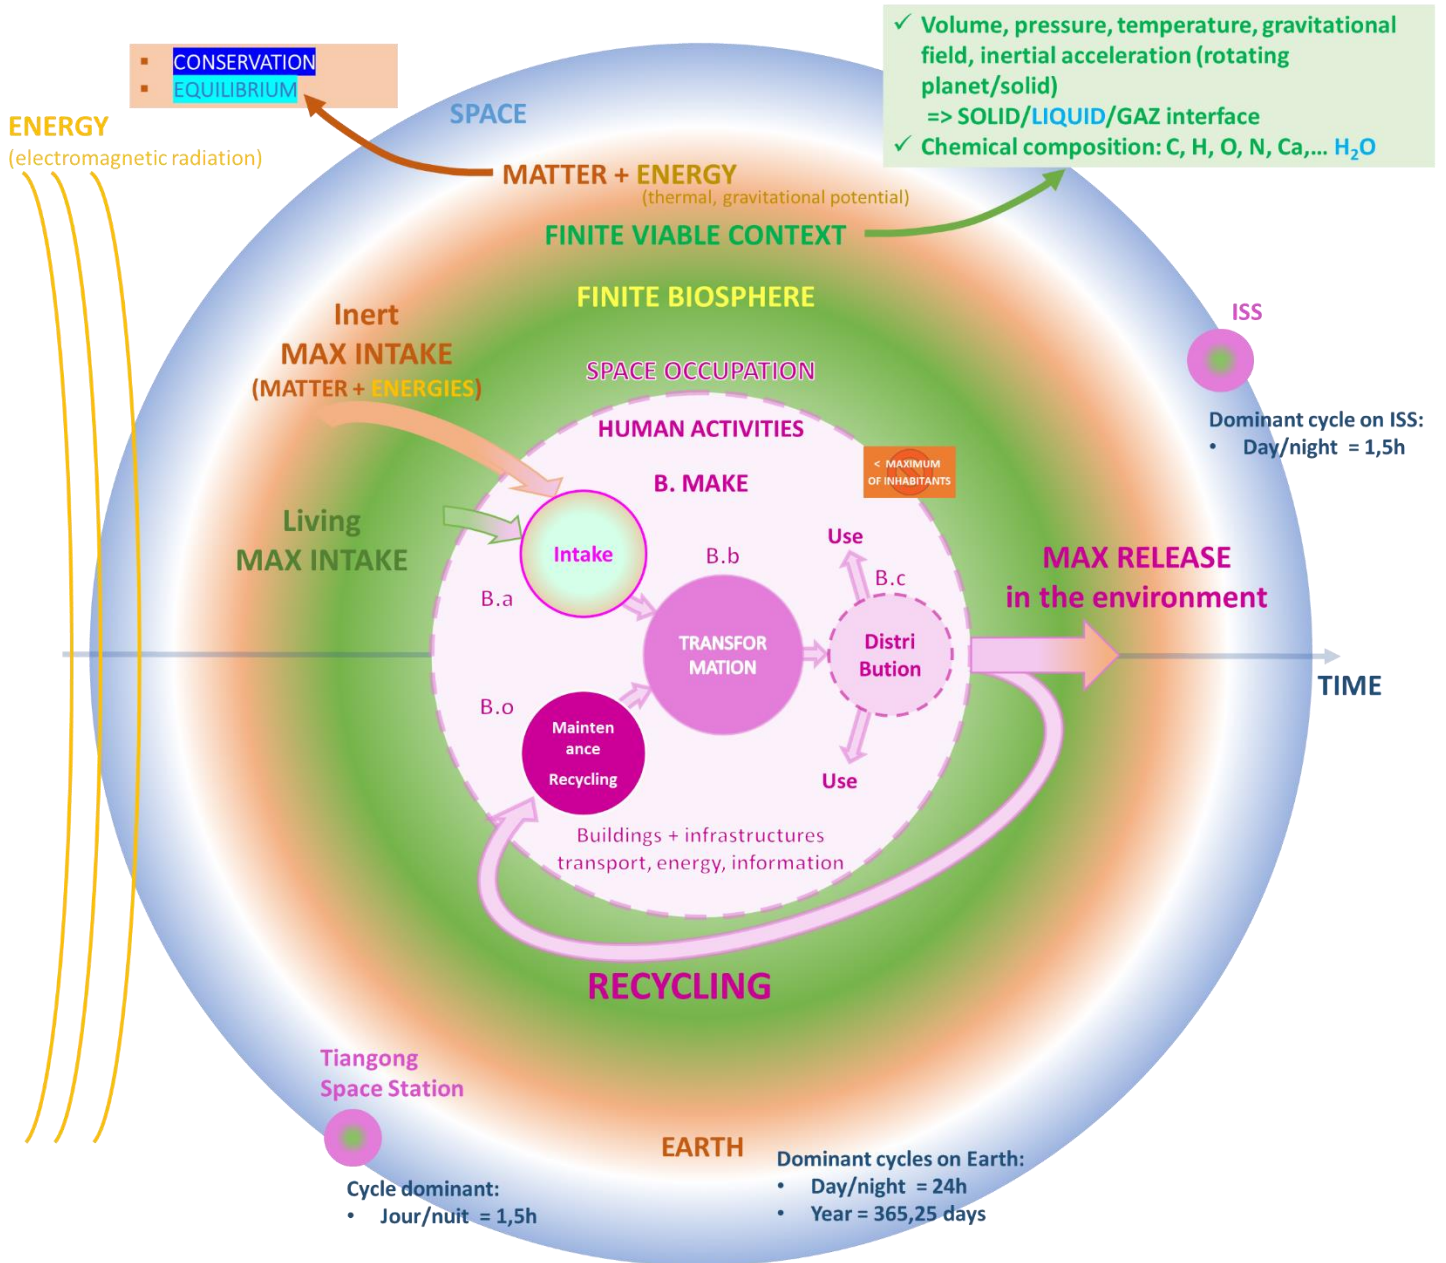 ✓ Volume, pressure, temperature, gravitational
field, inertial acceleration (rotating
planet/solid)
=> SOLID/LIQUID/GAZ interface
✓ Chemical composition: C, H, O, N, Ca,... H₂O
▪ CONSERVATION
▪ EQUILIBRIUM
ENERGY
(electromagnetic radiation)
SPACE
MATTER + ENERGY
(thermal, gravitational potential)
FINITE VIABLE CONTEXT
FINITE BIOSPHERE
Inert
MAX INTAKE
(MATTER + ENERGIES)
ISS
Dominant cycle on ISS:
• Day/night = 1,5h
SPACE OCCUPATION
HUMAN ACTIVITIES
B. MAKE
< MAXIMUM
OF INHABITANTS
Living
MAX INTAKE
Intake
B.a
B.b
Use
B.c
MAX RELEASE
in the environment
TRANSFOR
MATION
Distri
Bution
TIME
B.o
Mainten
ance
Recycling
Use
Buildings + infrastructures
transport, energy, information
RECYCLING
Tiangong
Space Station
Cycle dominant:
• Jour/nuit = 1,5h
EARTH
Dominant cycles on Earth:
• Day/night = 24h
• Year = 365,25 days